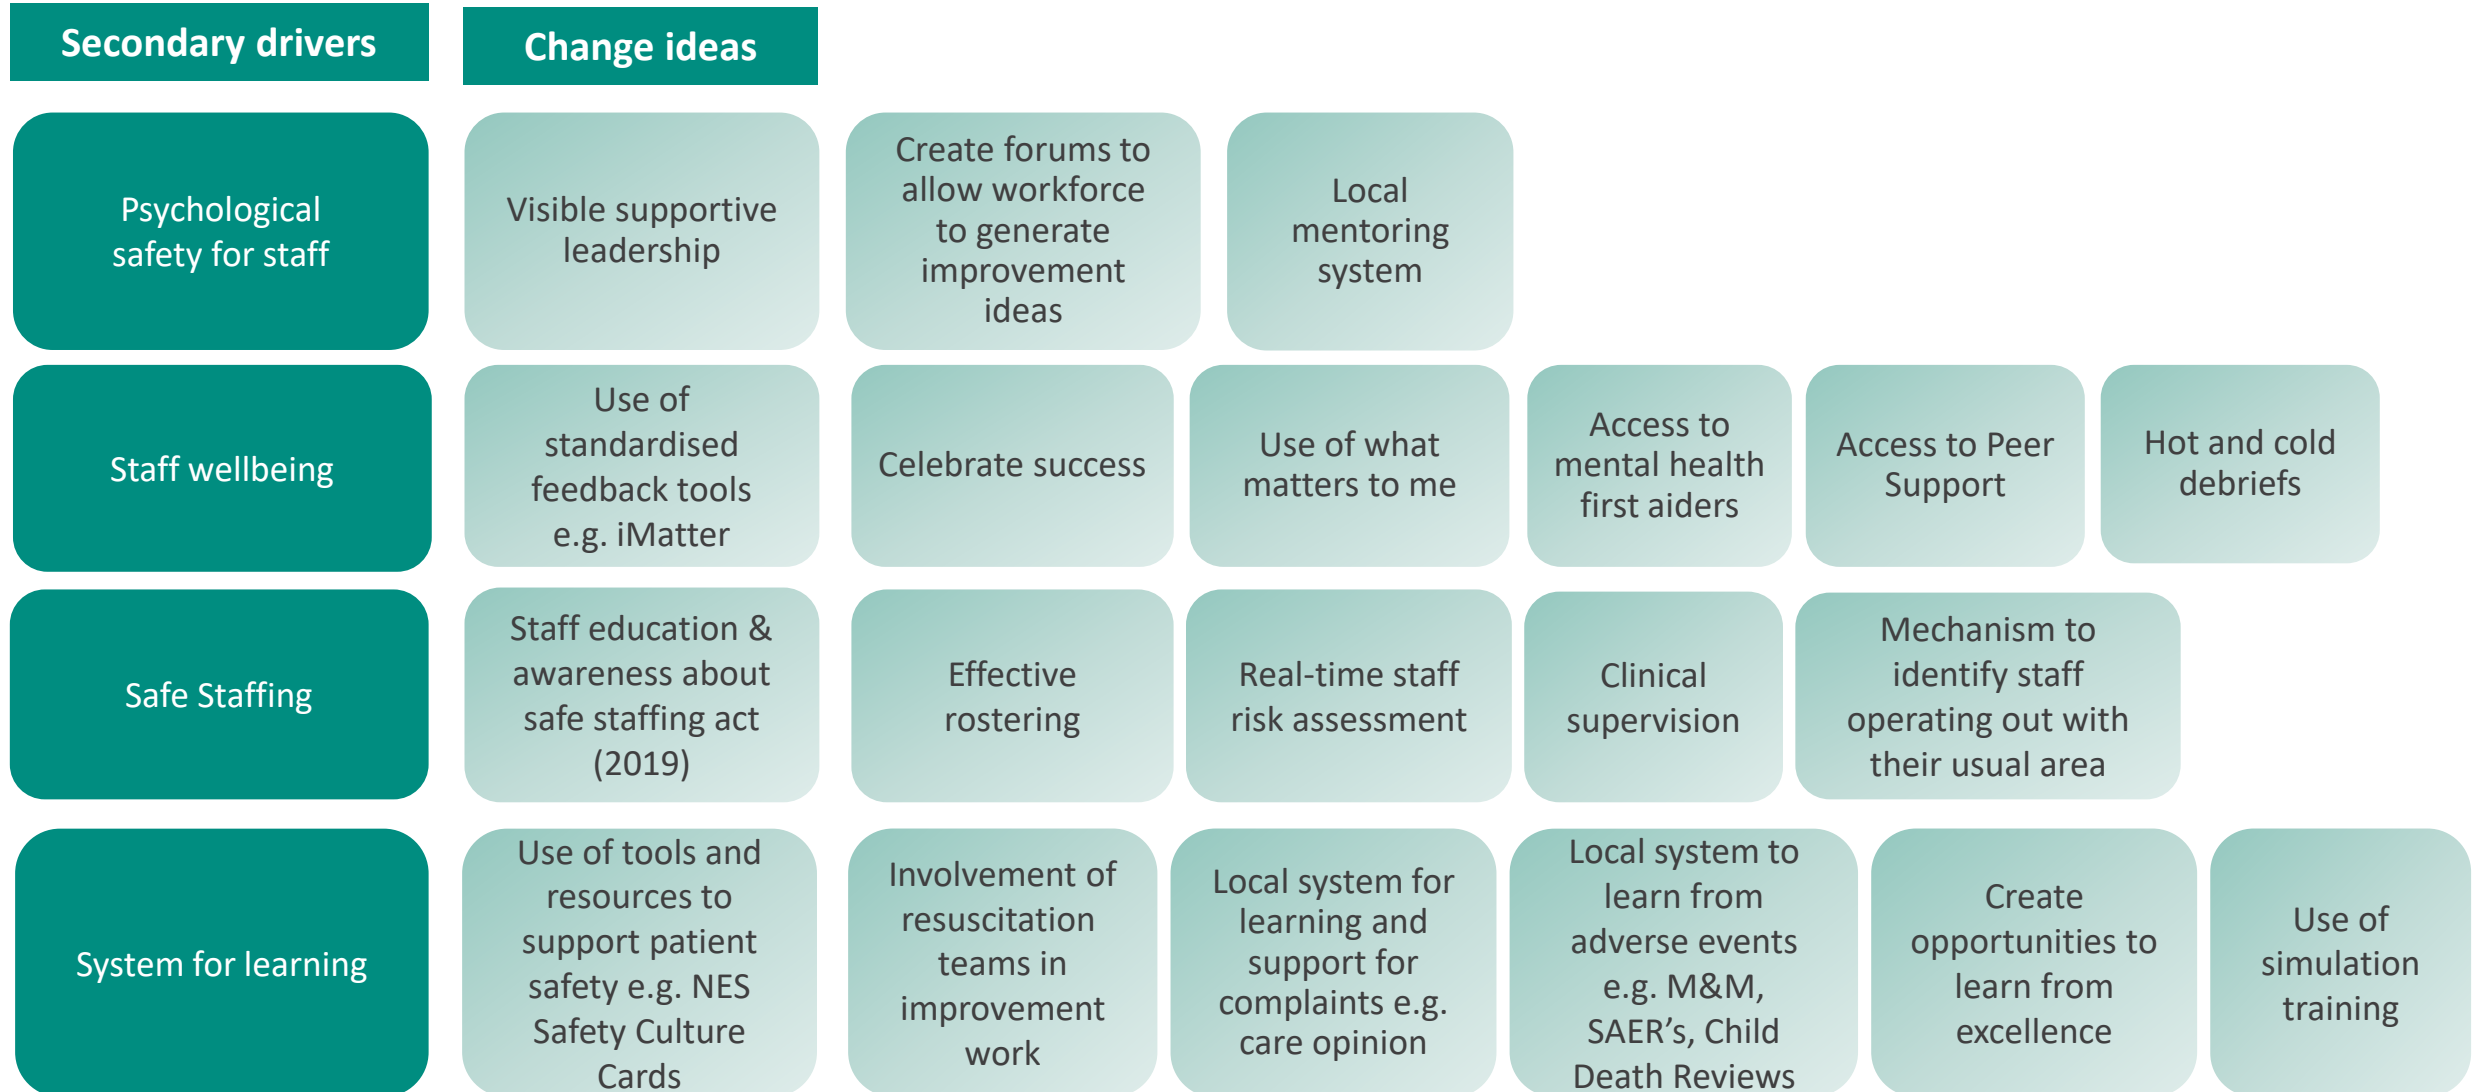 Secondary drivers
Change ideas
Psychological
safety for staff
Visible supportive
leadership
Create forums to
allow workforce
to generate
improvement
ideas
Local
mentoring
system
Staff wellbeing
Use of
standardised
feedback tools
e.g. iMatter
Celebrate success
Use of what
matters to me
Access to
mental health
first aiders
Access to Peer
Support
Hot and cold
debriefs
Safe Staffing
Staff education &
awareness about
safe staffing act
(2019)
Effective
rostering
Real-time staff
risk assessment
Clinical
supervision
Mechanism to
identify staff
operating out with
their usual area
System for learning
Use of tools and
resources to
support patient
safety e.g. NES
Safety Culture
Cards
Involvement of
resuscitation
teams in
improvement
work
Local system for
learning and
support for
complaints e.g.
care opinion
Local system to
learn from
adverse events
e.g. M&M,
SAER’s, Child
Death Reviews
Create
opportunities to
learn from
excellence
Use of
simulation
training